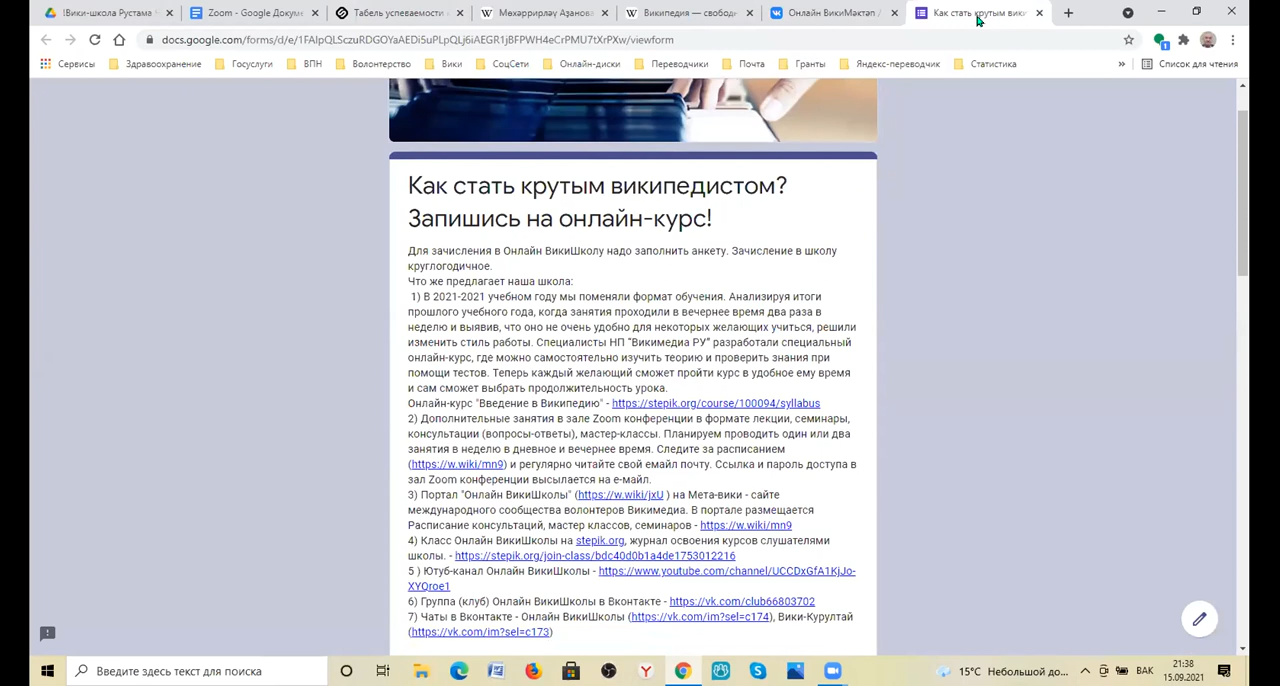 !Вики-школа Рустама
Zoom - Google Докуме
Табель успеваемости
Мөхәррирләү Азанова
Википедия — свобод
Онлайн ВикиМәктәп /
Как стать крутым вики
docs.google.com/forms/d/e/1FAIpQLSczuRDGOYaAEDi5uPLpQLj6iAEGR1jBFPWH4eCrPMU7tXrPXw/viewform
Сервисы
Здравоохранение
Госуслуги
ВПН
Волонтерство
Вики
СоцСети
Онлайн-диски
Переводчики
Почта
Гранты
Яндекс-переводчик
Статистика
»
Список для чтения
Как стать крутым википедистом?
Запишись на онлайн-курс!
Для зачисления в Онлайн ВикиШколу надо заполнить анкету. Зачисление в школу
круглогодичное.
Что же предлагает наша школа:
1) В 2021-2021 учебном году мы поменяли формат обучения. Анализируя итоги
прошлого учебного года, когда занятия проходили в вечернее время два раза в
неделю и выявив, что оно не очень удобно для некоторых желающих учиться, решили
изменить стиль работы. Специалисты НП "Викимедиа РУ" разработали специальный
онлайн-курс, где можно самостоятельно изучить теорию и проверить знания при
помощи тестов. Теперь каждый желающий сможет пройти курс в удобное ему время
и сам сможет выбрать продолжительность урока.
Онлайн-курс "Введение в Википедию" - https://stepik.org/course/100094/syllabus
2) Дополнительные занятия в зале Zoom конференции в формате лекции, семинары,
консультации (вопросы-ответы), мастер-классы. Планируем проводить один или два
занятия в неделю в дневное и вечернее время. Следите за расписанием
(https://w.wiki/mn9) и регулярно читайте свой емайл почту. Ссылка и пароль доступа в
зал Zoom конференции высылается на е-майл.
3) Портал "Онлайн ВикиШколы" (https://w.wiki/jxU ) на Мета-вики - сайте
международного сообщества волонтеров Викимедиа. В портале размещается
Расписание консультаций, мастер классов, семинаров - https://w.wiki/mn9
4) Класс Онлайн ВикиШколы на stepik.org, журнал освоения курсов слушателями
школы. - https://stepik.org/join-class/bdc40d0b1a4de1753012216
5 ) Ютуб-канал Онлайн ВикиШколы - https://www.youtube.com/channel/UCCDxGfA1KjJo-
XYQroe1
6) Группа (клуб) Онлайн ВикиШколы в Вконтакте - https://vk.com/club66803702
7) Чаты в Вконтакте - Онлайн ВикиШколы (https://vk.com/im?sel=c174), Вики-Курултай
(https://vk.com/im?sel=c173)
Введите здесь текст для поиска
15°C Небольшой до...
ВАК
21:38
15.09.2021